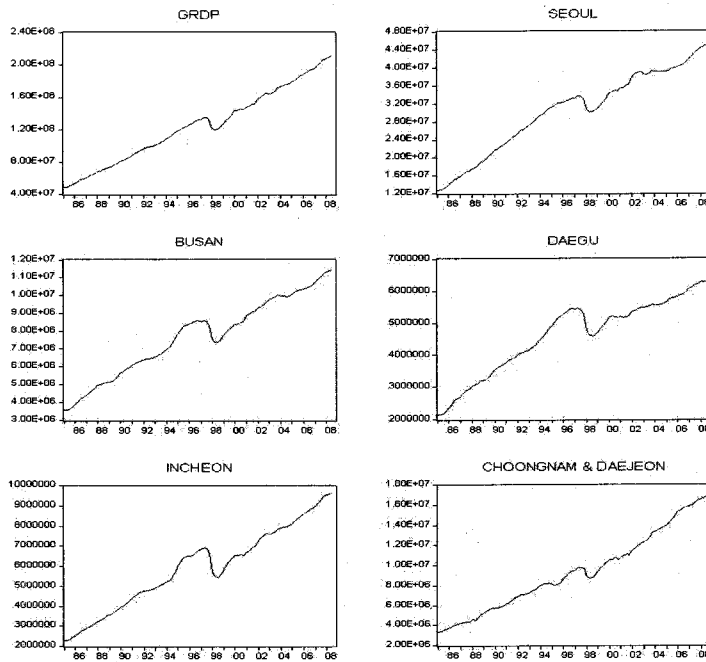 GRDP
2.40E+08
2.00E+08
1.60E+08
1.20E+08
8.00E+07
4.00E+07
86 88 90 92 94 96 98 00 02 04 06 08
SEOUL
4.80E+07
4.40E+07
4.00E+07
3.60E+07
3.20E+07
2.80E+07
2.40E+07
2.00E+07
1.60E+07
1.20E+07
86 88 90 92 94 96 98 00 02 04 06 08
BUSAN
1.20E+07
1.10E+07
1.00E+07
9.00E+06
8.00E+06
7.00E+06
6.00E+06
5.00E+06
4.00E+06
3.00E+06
86 88 90 92 94 96 98 00 02 04 06 08
DAEGU
7000000
6000000
5000000
4000000
3000000
2000000
86 88 90 92 94 96 98 00 02 04 06 08
INCHEON
10000000
9000000
8000000
7000000
6000000
5000000
4000000
3000000
2000000
86 88 90 92 94 96 98 00 02 04 06 08
CHOONGNAM & DAEJEON
1.80E+07
1.60E+07
1.40E+07
1.20E+07
1.00E+07
8.00E+06
6.00E+06
4.00E+06
2.00E+06
86 88 90 92 94 96 98 00 02 04 06 08